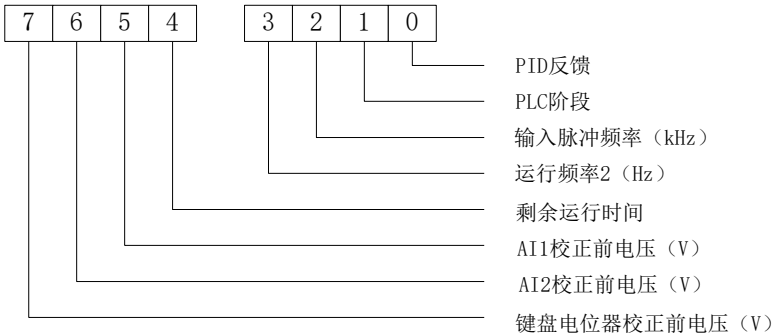 7 6 5 4 3 2 1 0
PID反馈
PLC阶段
输入脉冲频率（kHz）
运行频率2（Hz）
剩余运行时间
AI1校正前电压（V）
AI2校正前电压（V）
键盘电位器校正前电压（V）